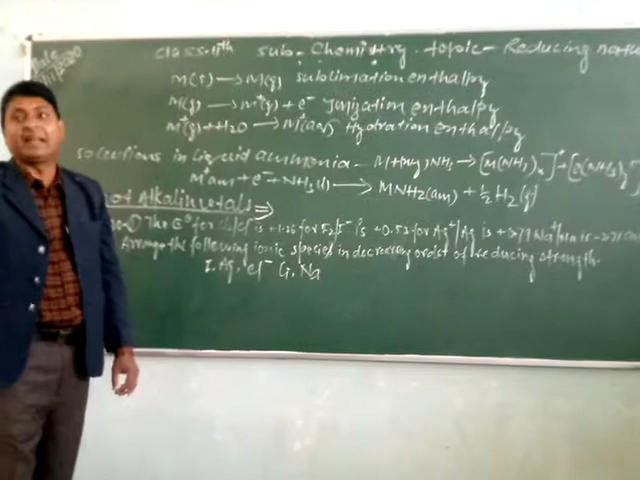 Date
class-11th sub-Chemistry. topic- Reducing natu
M(s) → M(g) sublimation enthalpy
M(g) → M⁺(g) + e⁻ Ionization enthalpy
M⁺(g) + H2O → M⁺(aq) Hydration enthalpy
solutions in liquid ammonia - M+(x+y)NH3 → [M(NH3)x]⁺+[e(NH3)y]⁻
M⁺am + e⁻ + NH3(l) → MNH2(am) + ½ H2(g)
of Alkali metals ⇒
The E° for Cl2/Cl⁻ is +1.36 for I2/I⁻ is +0.53 for Ag⁺/Ag is +0.79 Na⁺/Na is -2.71
Arrange the following ionic species in decreasing order of reducing strength.
I, Ag, Cl⁻ Li, Na